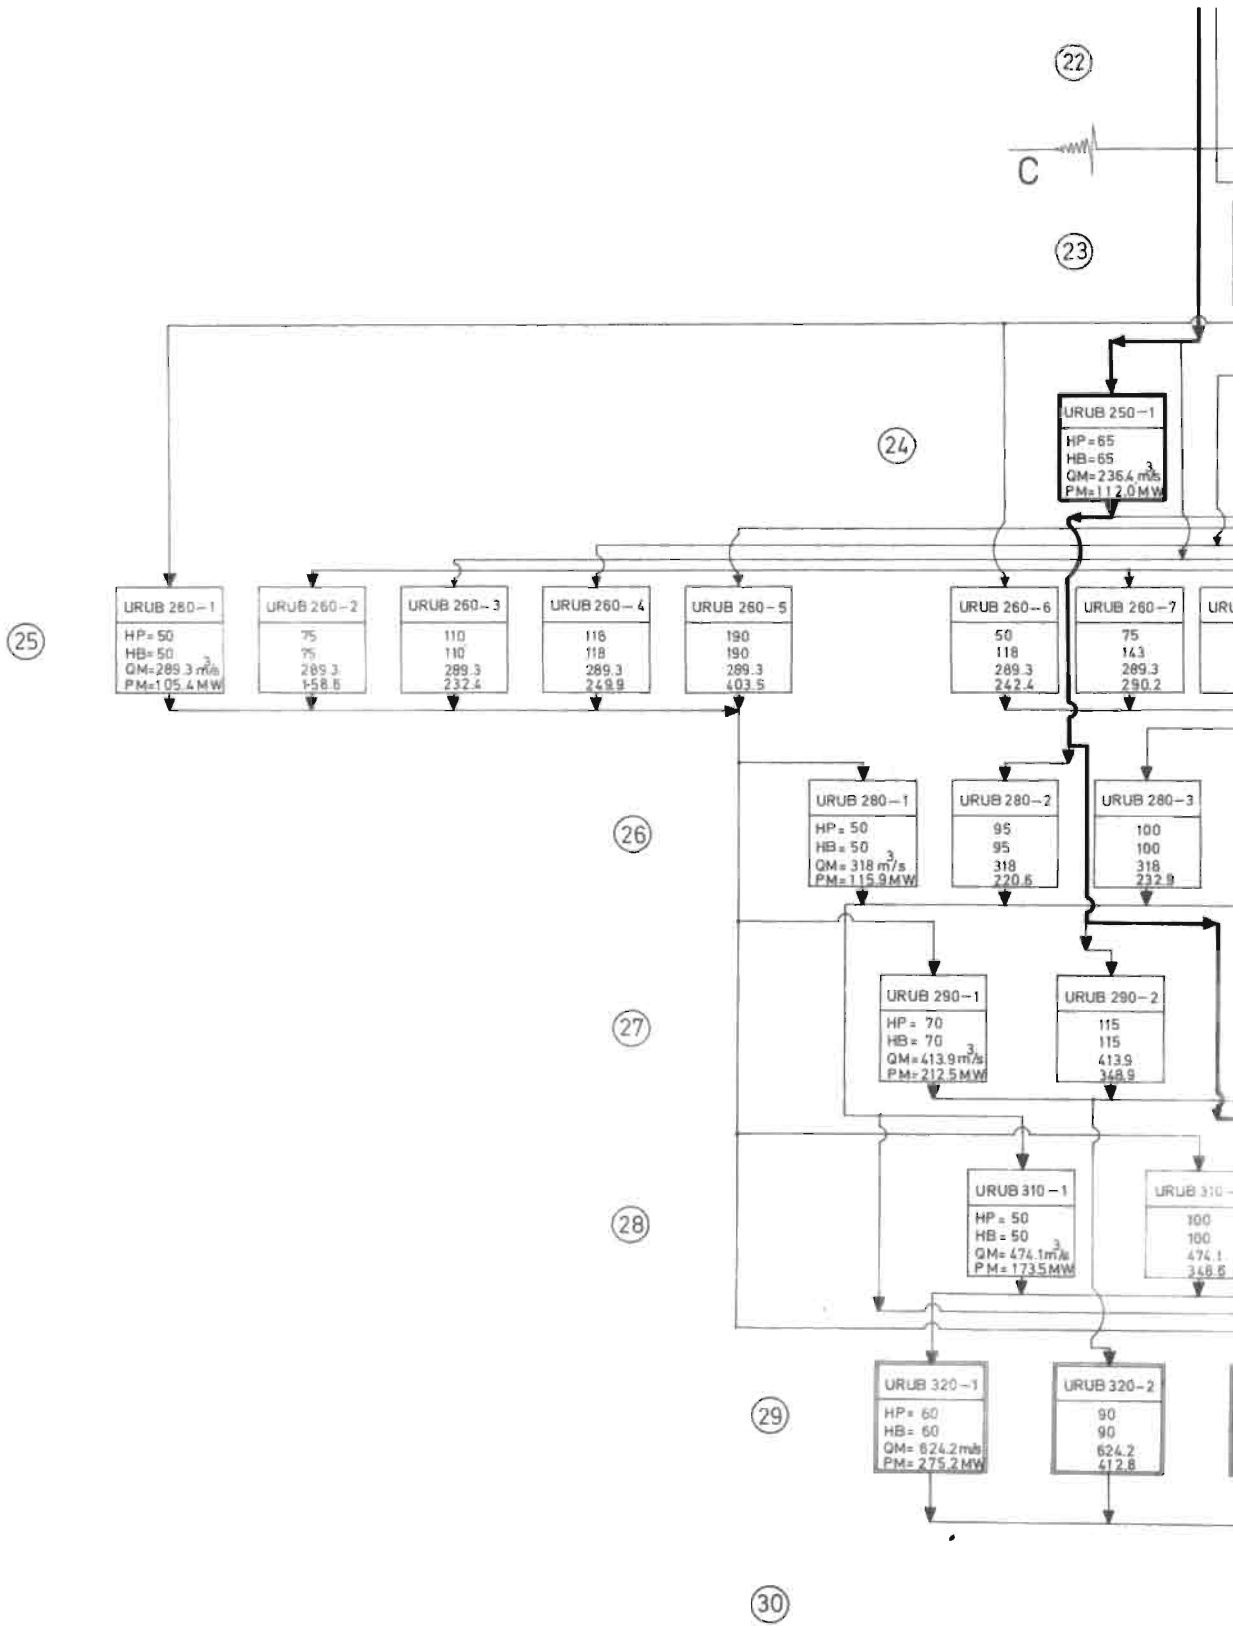 22
C
23
24
URUB 250-1
HP=65
HB=65
QM=236.4 m³/s
PM=112.0 MW
25
URUB 260-1
HP= 50
HB= 50
QM=289.3 m³/s
PM=105.4 MW
URUB 260-2
75
75
289.3
158.6
URUB 260-3
110
110
289.3
232.4
URUB 260-4
118
118
289.3
249.9
URUB 260-5
190
190
289.3
403.5
URUB 260-6
50
118
289.3
242.4
URUB 260-7
75
143
289.3
290.2
URU
26
URUB 280-1
HP= 50
HB= 50
QM= 318 m³/s
PM=115.9MW
URUB 280-2
95
95
318
220.6
URUB 280-3
100
100
318
232.9
27
URUB 290-1
HP= 70
HB= 70
QM=413.9 m³/s
PM=212.5 MW
URUB 290-2
115
115
413.9
348.9
28
URUB 310-1
HP= 50
HB= 50
QM= 474.1m³/s
PM=173.5MW
URUB 310-
100
100
474.1
348.6
29
URUB 320-1
HP= 60
HB= 60
QM= 624.2 m/s
PM= 275.2 MW
URUB 320-2
90
90
624.2
412.8
30